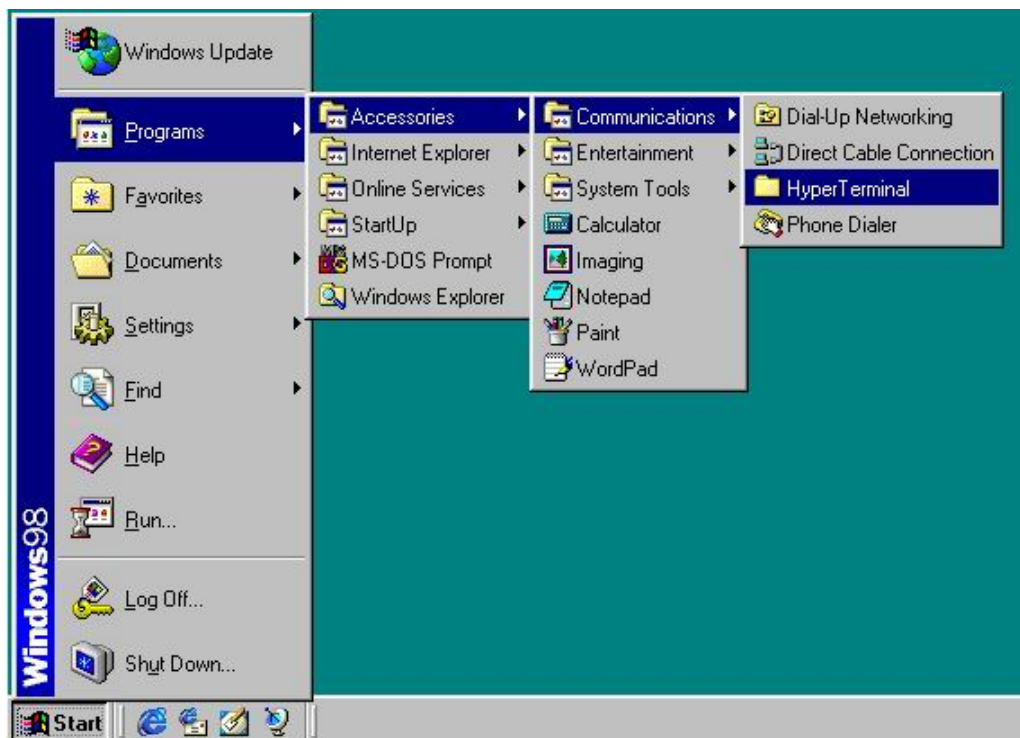 Windows Update
Programs
Favorites
Documents
Settings
Find
Help
Run...
Log Off...
Shut Down...
Windows98
Start
Accessories
Internet Explorer
Online Services
StartUp
MS-DOS Prompt
Windows Explorer
Communications
Entertainment
System Tools
Calculator
Imaging
Notepad
Paint
WordPad
Dial-Up Networking
Direct Cable Connection
HyperTerminal
Phone Dialer